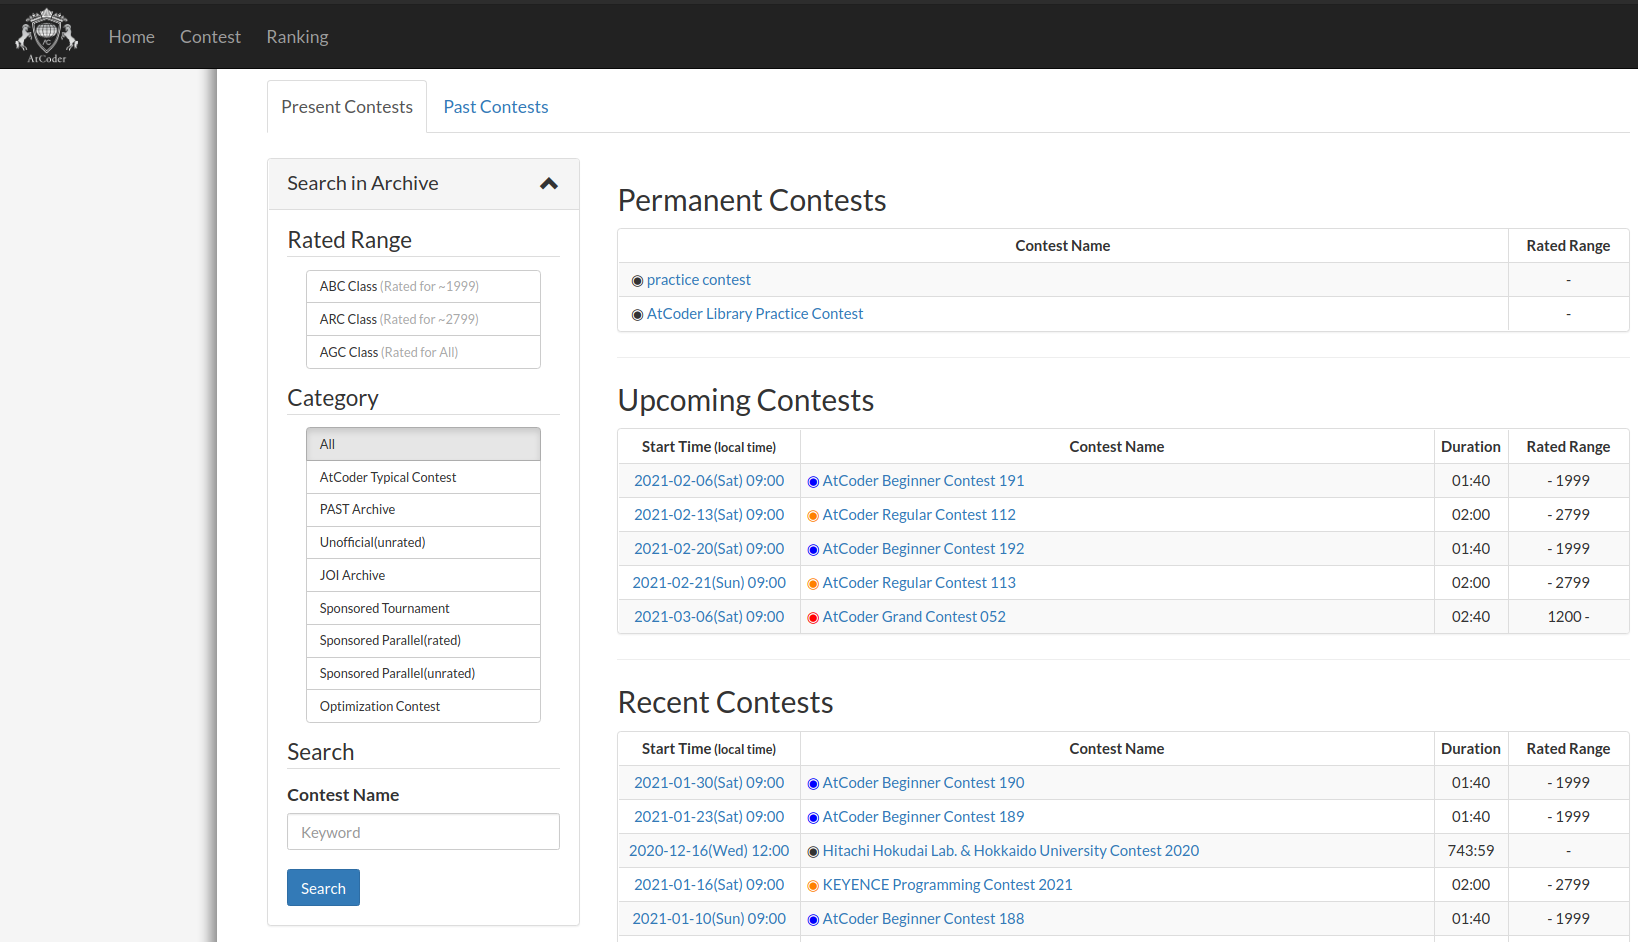 AtCoder
Home Contest Ranking
Present Contests Past Contests
Search in Archive
Rated Range
ABC Class (Rated for ~1999)
ARC Class (Rated for ~2799)
AGC Class (Rated for All)
Category
All
AtCoder Typical Contest
PAST Archive
Unofficial(unrated)
JOI Archive
Sponsored Tournament
Sponsored Parallel(rated)
Sponsored Parallel(unrated)
Optimization Contest
Search
Contest Name
Keyword
Search
Permanent Contests
Contest Name Rated Range
◉ practice contest -
◉ AtCoder Library Practice Contest -
Upcoming Contests
Start Time (local time) Contest Name Duration Rated Range
2021-02-06(Sat) 09:00 ◉ AtCoder Beginner Contest 191 01:40 - 1999
2021-02-13(Sat) 09:00 ◉ AtCoder Regular Contest 112 02:00 - 2799
2021-02-20(Sat) 09:00 ◉ AtCoder Beginner Contest 192 01:40 - 1999
2021-02-21(Sun) 09:00 ◉ AtCoder Regular Contest 113 02:00 - 2799
2021-03-06(Sat) 09:00 ◉ AtCoder Grand Contest 052 02:40 1200 -
Recent Contests
Start Time (local time) Contest Name Duration Rated Range
2021-01-30(Sat) 09:00 ◉ AtCoder Beginner Contest 190 01:40 - 1999
2021-01-23(Sat) 09:00 ◉ AtCoder Beginner Contest 189 01:40 - 1999
2020-12-16(Wed) 12:00 ◉ Hitachi Hokudai Lab. & Hokkaido University Contest 2020 743:59 -
2021-01-16(Sat) 09:00 ◉ KEYENCE Programming Contest 2021 02:00 - 2799
2021-01-10(Sun) 09:00 ◉ AtCoder Beginner Contest 188 01:40 - 1999